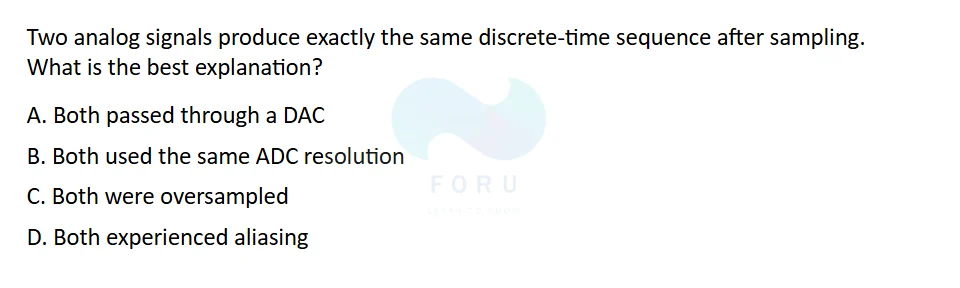 Two analog signals produce exactly the same discrete-time sequence after sampling.
What is the best explanation?
A. Both passed through a DAC
B. Both used the same ADC resolution
FORU
C. Both were oversampled
D. Both experienced aliasing